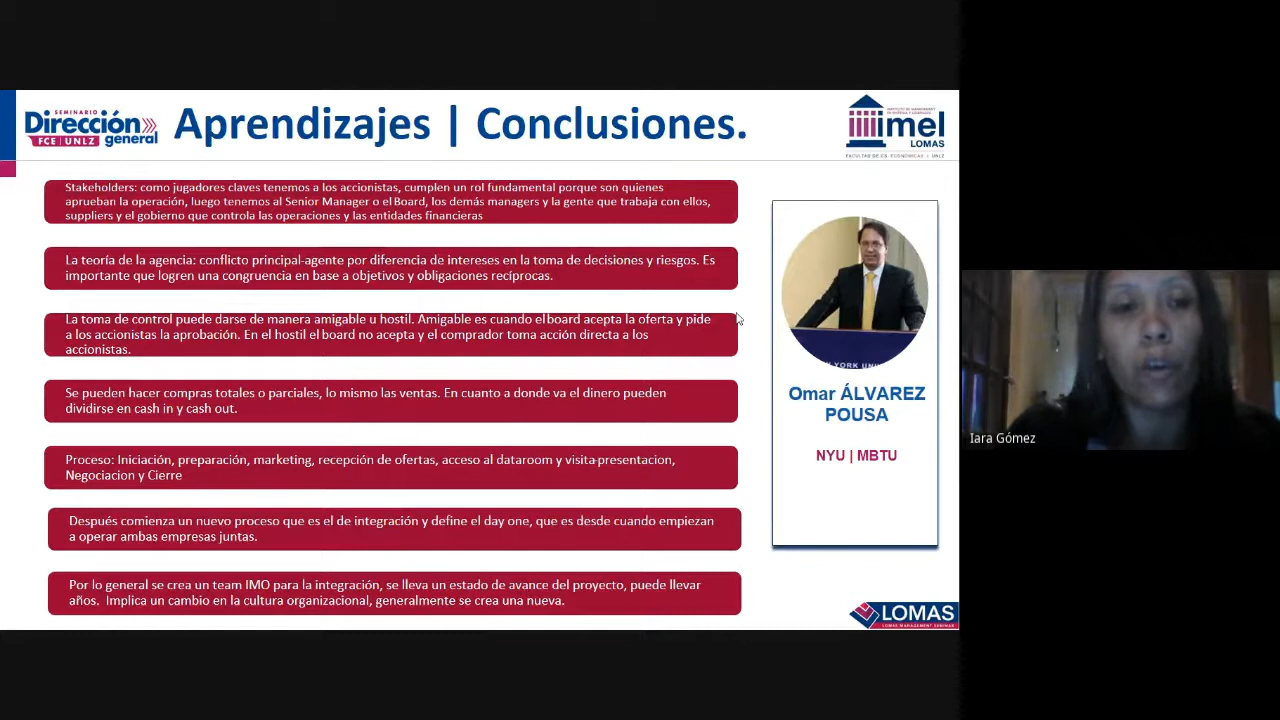 SEMINARIO
Dirección
general
FCE | UNLZ
Aprendizajes | Conclusiones.
imel
LOMAS
FACULTAD DE CS. ECONOMICAS | UNLZ
Stakeholders: como jugadores claves tenemos a los accionistas, cumplen un rol fundamental porque son quienes
aprueban la operación, luego tenemos al Senior Manager o el Board, los demás managers y la gente que trabaja con ellos,
suppliers y el gobierno que controla las operaciones y las entidades financieras
La teoría de la agencia: conflicto principal-agente por diferencia de intereses en la toma de decisiones y riesgos. Es
importante que logren una congruencia en base a objetivos y obligaciones recíprocas.
La toma de control puede darse de manera amigable u hostil. Amigable es cuando el board acepta la oferta y pide
a los accionistas la aprobación. En el hostil el board no acepta y el comprador toma acción directa a los
accionistas.
Se pueden hacer compras totales o parciales, lo mismo las ventas. En cuanto a donde va el dinero pueden
dividirse en cash in y cash out.
Proceso: Iniciación, preparación, marketing, recepción de ofertas, acceso al dataroom y visita-presentacion,
Negociacion y Cierre
Después comienza un nuevo proceso que es el de integración y define el day one, que es desde cuando empiezan
a operar ambas empresas juntas.
Por lo general se crea un team IMO para la integración, se lleva un estado de avance del proyecto, puede llevar
años. Implica un cambio en la cultura organizacional, generalmente se crea una nueva.
Omar ÁLVAREZ
POUSA
NYU | MBTU
LOMAS
LOMAS MANAGEMENT SEMINAR
Iara Gómez